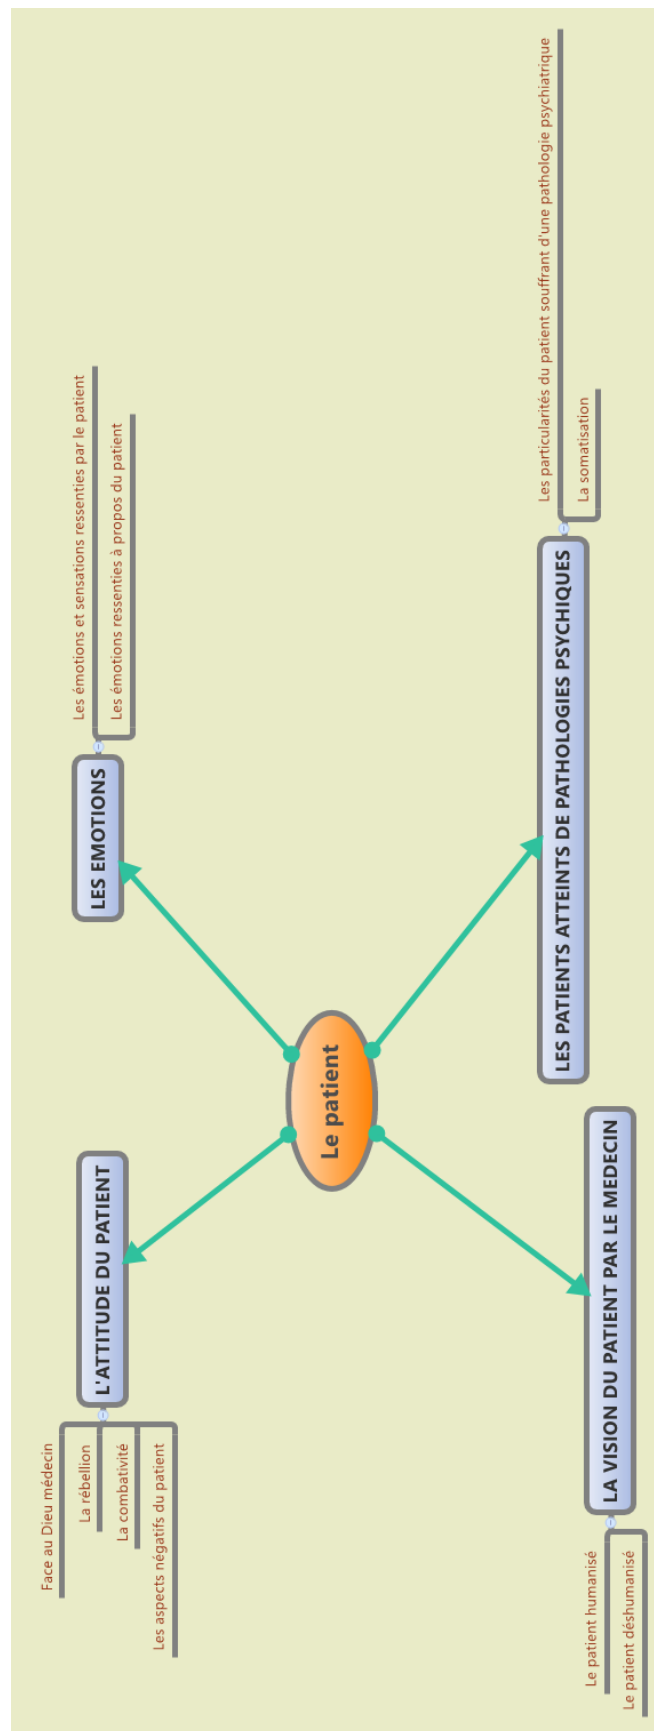 Face au Dieu médecin
La rébellion
La combativité
Les aspects négatifs du patient
L'ATTITUDE DU PATIENT
LES EMOTIONS
Les émotions et sensations ressenties par le patient
Les émotions ressenties à propos du patient
Le patient
Le patient humanisé
Le patient déshumanisé
LA VISION DU PATIENT PAR LE MEDECIN
LES PATIENTS ATTEINTS DE PATHOLOGIES PSYCHIQUES
Les particularités du patient souffrant d'une pathologie psychiatrique
La somatisation